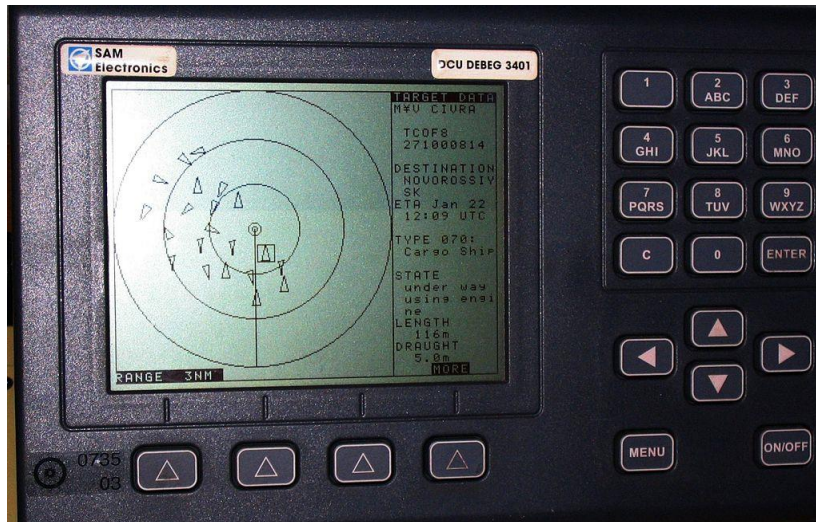 SAM
Electronics
DCU DEBEG 3401
TARGET DATA
M¥V CIVRA
TCOF8
271000814
DESTINATION
NOVOROSSIY
SK
ETA Jan 22
12:09 UTC
TYPE 070:
Cargo Ship
STATE
under way
using engi
ne
LENGTH
116m
DRAUGHT
5.0m
MORE
RANGE 3NM
1
2
ABC
3
DEF
4
GHI
5
JKL
6
MNO
7
PQRS
8
TUV
9
WXYZ
C
0
ENTER
MENU
ON/OFF
0735
03